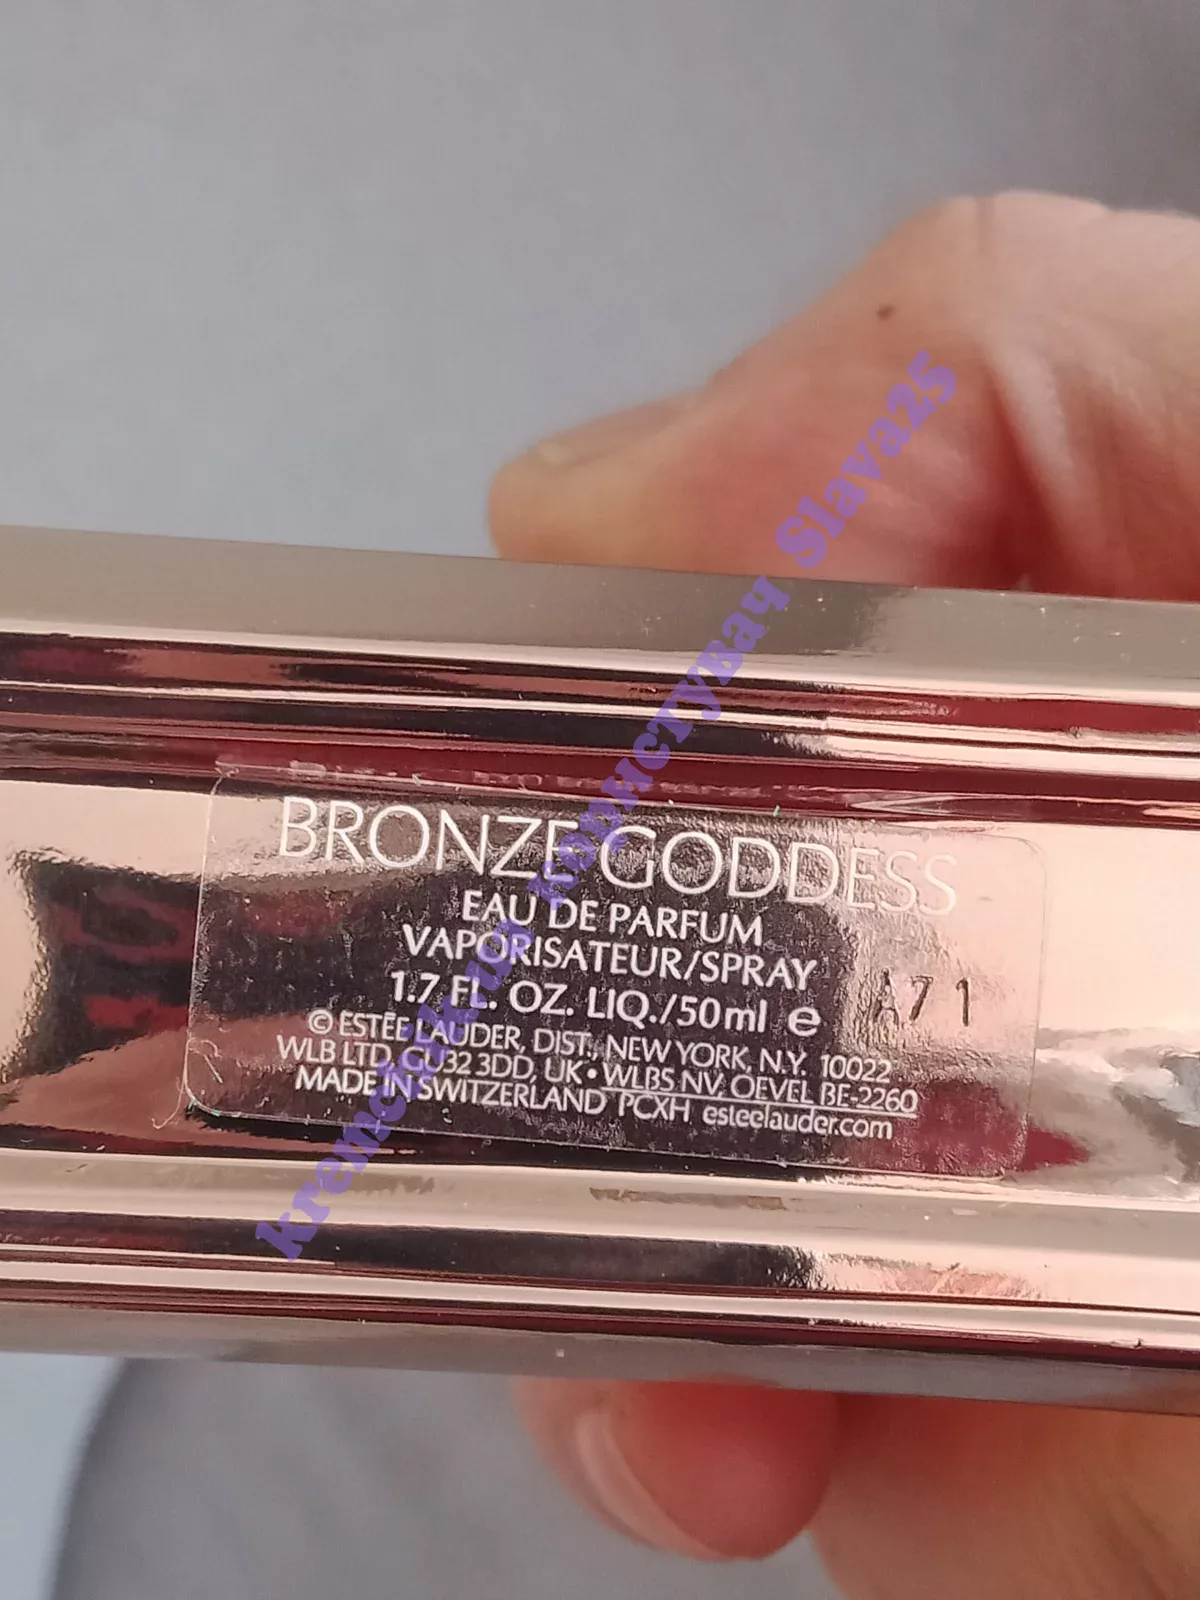 BRONZE GODDESS
EAU DE PARFUM
VAPORISATEUR/SPRAY
1.7 FL. OZ. LIQ./50ml e
A71
© ESTĒE LAUDER, DIST., NEW YORK, N.Y. 10022
WLB LTD, GU32 3DD, UK • WLBS NV, OEVEL BE-2260
MADE IN SWITZERLAND PCXH esteelauder.com
користувач Slava25